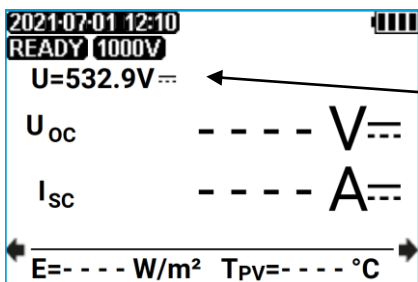 2021-07-01 12:10
READY 1000V
U=532.9V⎓
UOC - - - - V⎓
ISC - - - - A⎓
E=- - - - W/m² TPV=- - - - °C